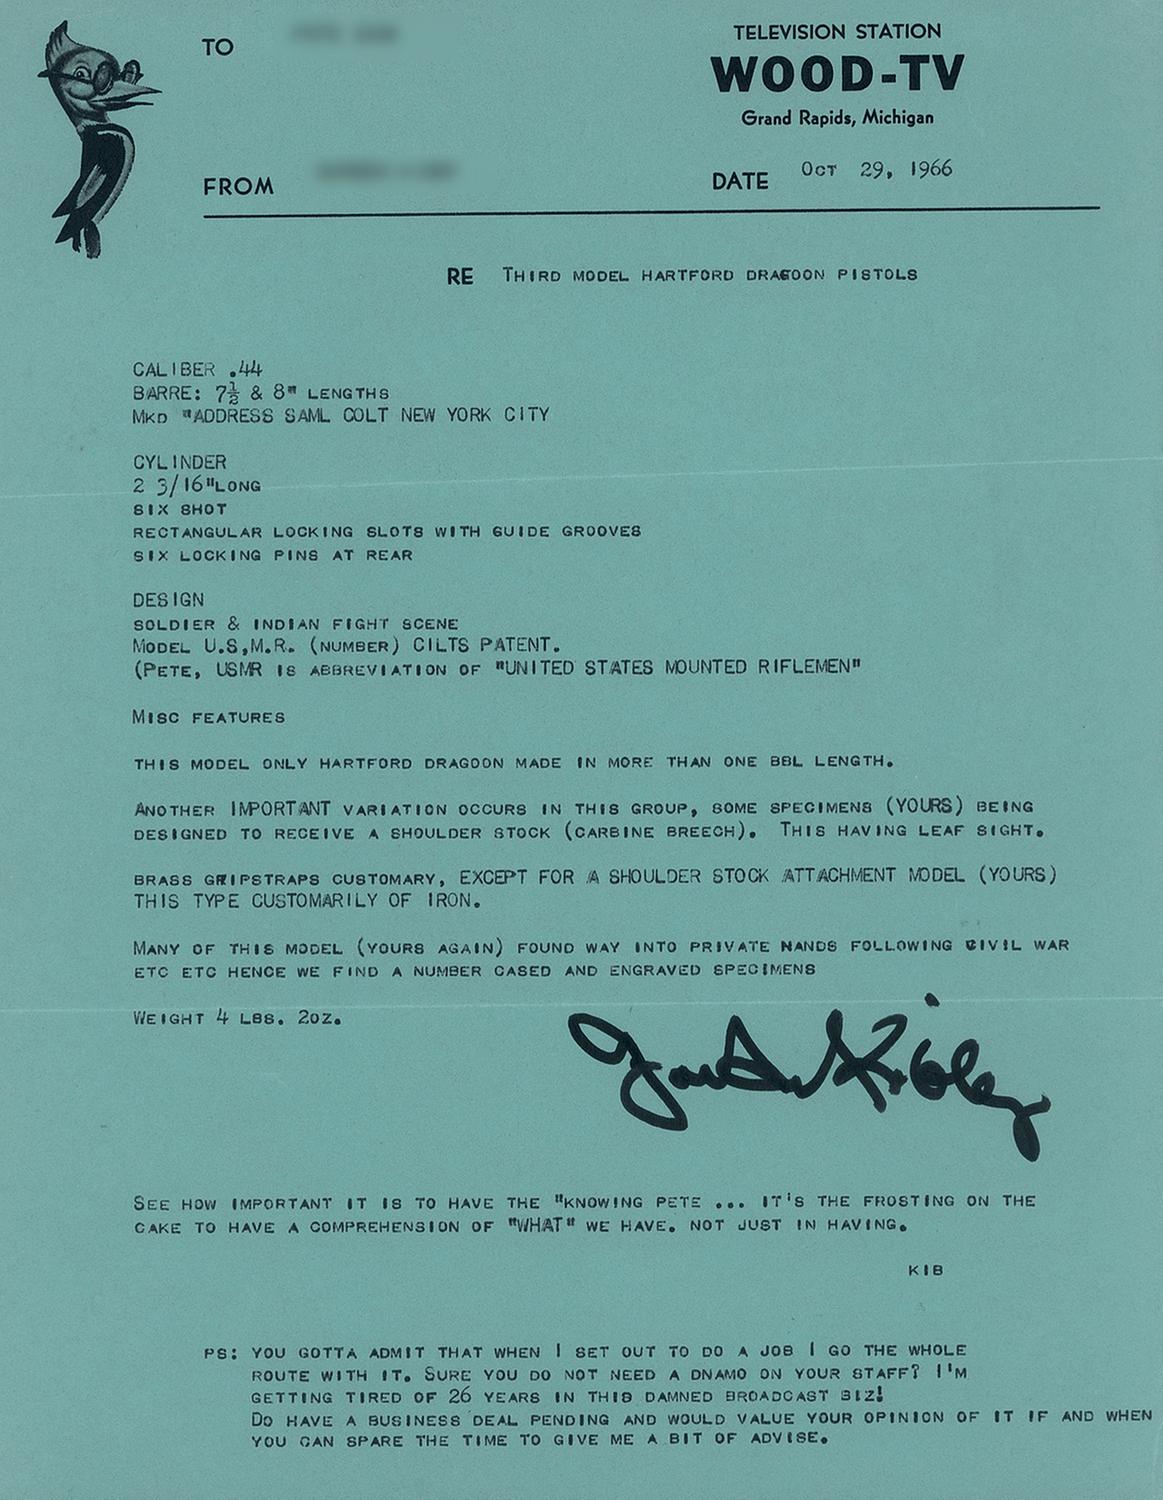 TO
TELEVISION STATION
WOOD-TV
Grand Rapids, Michigan
FROM
DATE Oct 29, 1966
RE THIRD MODEL HARTFORD DRAGOON PISTOLS
CALIBER .44
BARRE: 7½ & 8" LENGTHS
MKD "ADDRESS SAML COLT NEW YORK CITY
CYLINDER
2 3/16"LONG
SIX SHOT
RECTANGULAR LOCKING SLOTS WITH GUIDE GROOVES
SIX LOCKING PINS AT REAR
DESIGN
SOLDIER & INDIAN FIGHT SCENE
MODEL U.S,M.R. (NUMBER) CILTS PATENT.
(PETE, USMR IS ABBREVIATION OF "UNITED STATES MOUNTED RIFLEMEN"
MISC FEATURES
THIS MODEL ONLY HARTFORD DRAGOON MADE IN MORE THAN ONE BBL LENGTH.
ANOTHER IMPORTANT VARIATION OCCURS IN THIS GROUP, SOME SPECIMENS (YOURS) BEING
DESIGNED TO RECEIVE A SHOULDER STOCK (CARBINE BREECH). THIS HAVING LEAF SIGHT.
BRASS GRIPSTRAPS CUSTOMARY, EXCEPT FOR A SHOULDER STOCK ATTACHMENT MODEL (YOURS)
THIS TYPE CUSTOMARILY OF IRON.
MANY OF THIS MODEL (YOURS AGAIN) FOUND WAY INTO PRIVATE HANDS FOLLOWING CIVIL WAR
ETC ETC HENCE WE FIND A NUMBER CASED AND ENGRAVED SPECIMENS
WEIGHT 4 LBS. 2OZ.
SEE HOW IMPORTANT IT IS TO HAVE THE "KNOWING PETE ... IT'S THE FROSTING ON THE
CAKE TO HAVE A COMPREHENSION OF "WHAT" WE HAVE. NOT JUST IN HAVING.
KIB
PS: YOU GOTTA ADMIT THAT WHEN I SET OUT TO DO A JOB I GO THE WHOLE
ROUTE WITH IT. SURE YOU DO NOT NEED A DNAMO ON YOUR STAFF? I'M
GETTING TIRED OF 26 YEARS IN THIS DAMNED BROADCAST BIZ!
DO HAVE A BUSINESS DEAL PENDING AND WOULD VALUE YOUR OPINION OF IT IF AND WHEN
YOU CAN SPARE THE TIME TO GIVE ME A BIT OF ADVISE.